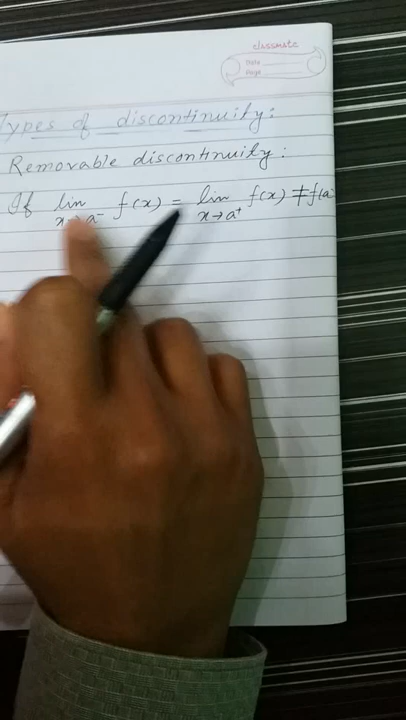 classmate
Date
Page
Types of discontinuity:
Removable discontinuity:
If lim f(x) = lim f(x) ≠ f(a
x→a⁻ x→a⁺